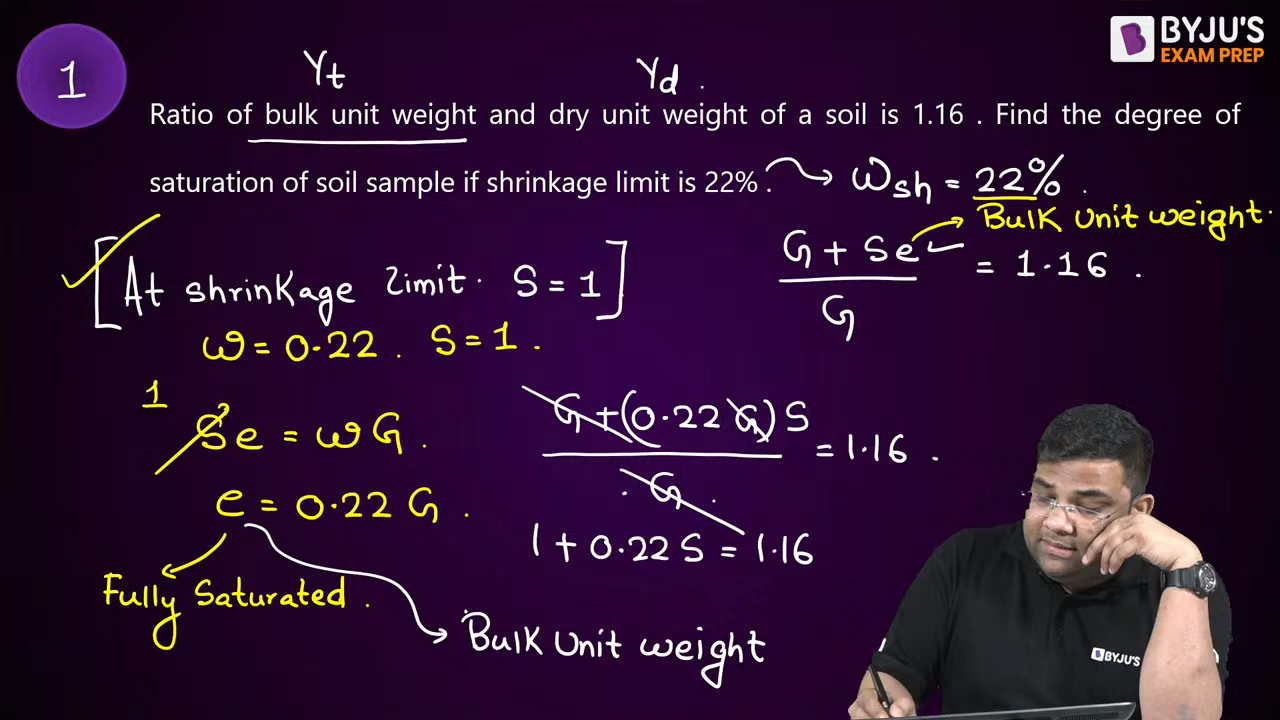 1
BYJU'S
EXAM PREP
γt
γd .
Ratio of bulk unit weight and dry unit weight of a soil is 1.16 . Find the degree of
saturation of soil sample if shrinkage limit is 22% .
→ ωsh = 22% .
Bulk Unit weight.
[At shrinkage limit. S = 1]
G + Se
= 1.16 .
G
ω = 0.22 . S = 1 .
1
Se = ωG .
e = 0.22 G .
Fully Saturated .
Bulk Unit weight
G + (0.22 G) S
= 1.16 .
G
1 + 0.22 S = 1.16
BYJU'S